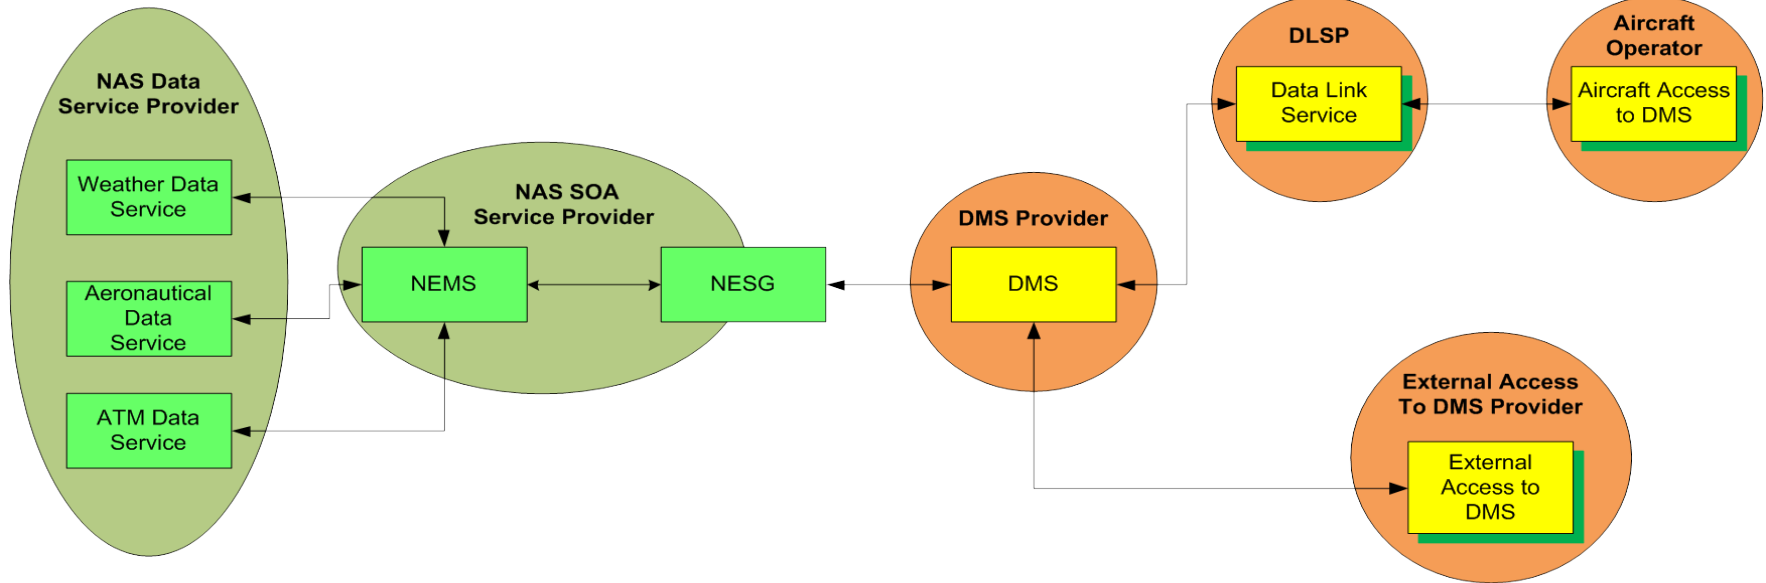 NAS Data
Service Provider
Weather Data
Service
Aeronautical
Data
Service
ATM Data
Service
NAS SOA
Service Provider
NEMS
NESG
DMS Provider
DMS
DLSP
Data Link
Service
Aircraft
Operator
Aircraft Access
to DMS
External Access
To DMS Provider
External
Access to
DMS